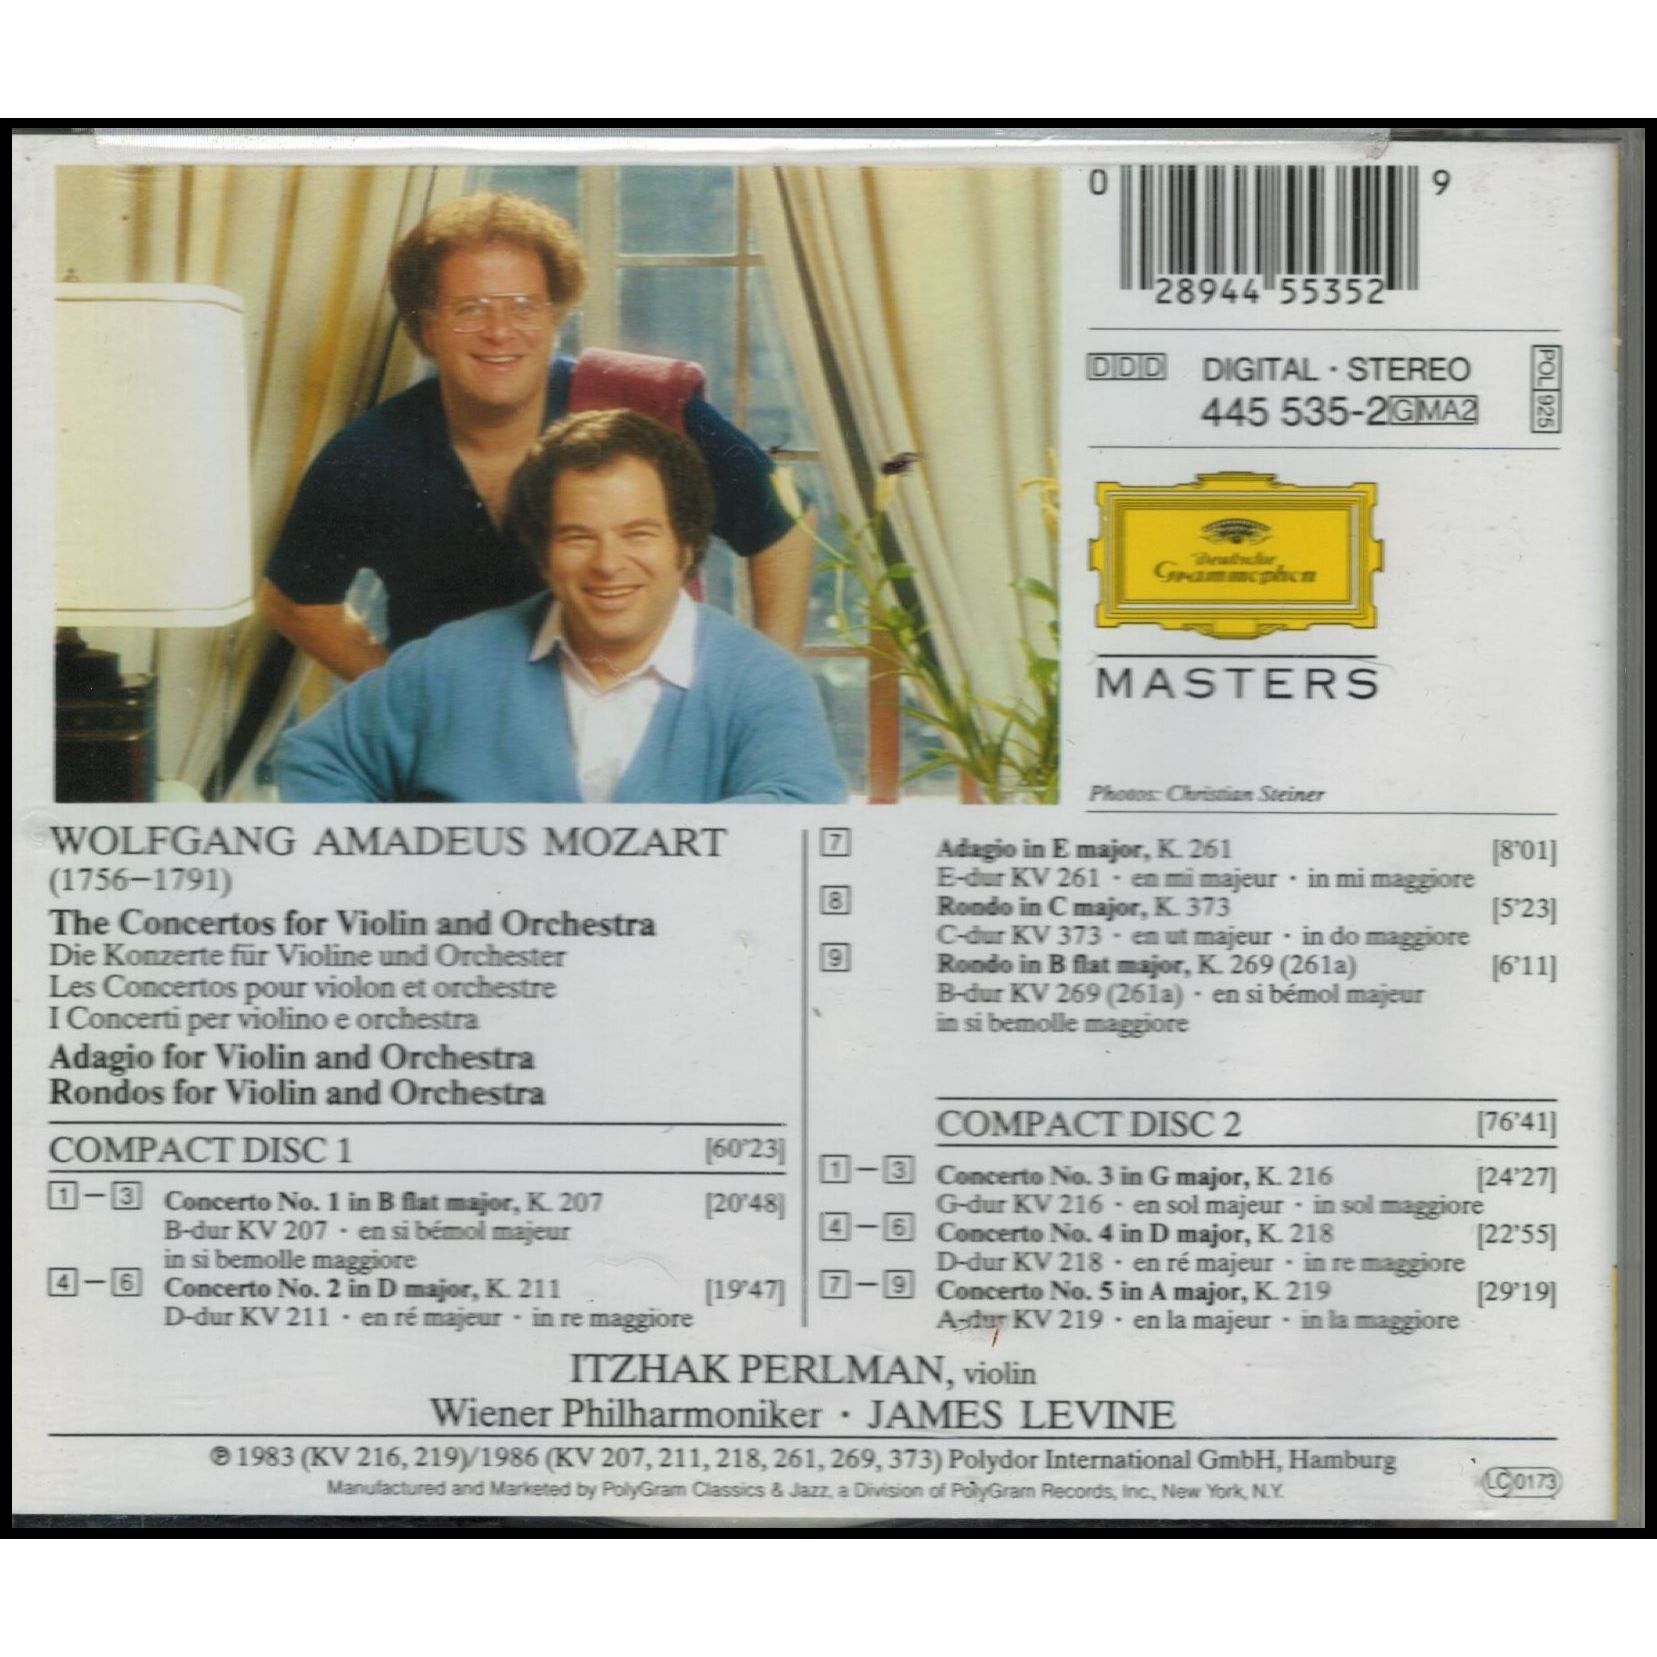 0 28944 55352 9
DDD DIGITAL · STEREO
445 535-2 GMA2
POL 925
Deutsche
Grammophon
MASTERS
Photos: Christian Steiner
WOLFGANG AMADEUS MOZART
(1756–1791)
The Concertos for Violin and Orchestra
Die Konzerte für Violine und Orchester
Les Concertos pour violon et orchestre
I Concerti per violino e orchestra
Adagio for Violin and Orchestra
Rondos for Violin and Orchestra
COMPACT DISC 1 [60'23]
1 – 3 Concerto No. 1 in B flat major, K. 207 [20'48]
B-dur KV 207 · en si bémol majeur
in si bemolle maggiore
4 – 6 Concerto No. 2 in D major, K. 211 [19'47]
D-dur KV 211 · en ré majeur · in re maggiore
7 Adagio in E major, K. 261 [8'01]
E-dur KV 261 · en mi majeur · in mi maggiore
8 Rondo in C major, K. 373 [5'23]
C-dur KV 373 · en ut majeur · in do maggiore
9 Rondo in B flat major, K. 269 (261a) [6'11]
B-dur KV 269 (261a) · en si bémol majeur
in si bemolle maggiore
COMPACT DISC 2 [76'41]
1 – 3 Concerto No. 3 in G major, K. 216 [24'27]
G-dur KV 216 · en sol majeur · in sol maggiore
4 – 6 Concerto No. 4 in D major, K. 218 [22'55]
D-dur KV 218 · en ré majeur · in re maggiore
7 – 9 Concerto No. 5 in A major, K. 219 [29'19]
A-dur KV 219 · en la majeur · in la maggiore
ITZHAK PERLMAN, violin
Wiener Philharmoniker · JAMES LEVINE
℗ 1983 (KV 216, 219)/1986 (KV 207, 211, 218, 261, 269, 373) Polydor International GmbH, Hamburg
Manufactured and Marketed by PolyGram Classics & Jazz, a Division of PolyGram Records, Inc., New York, N.Y.
LC 0173